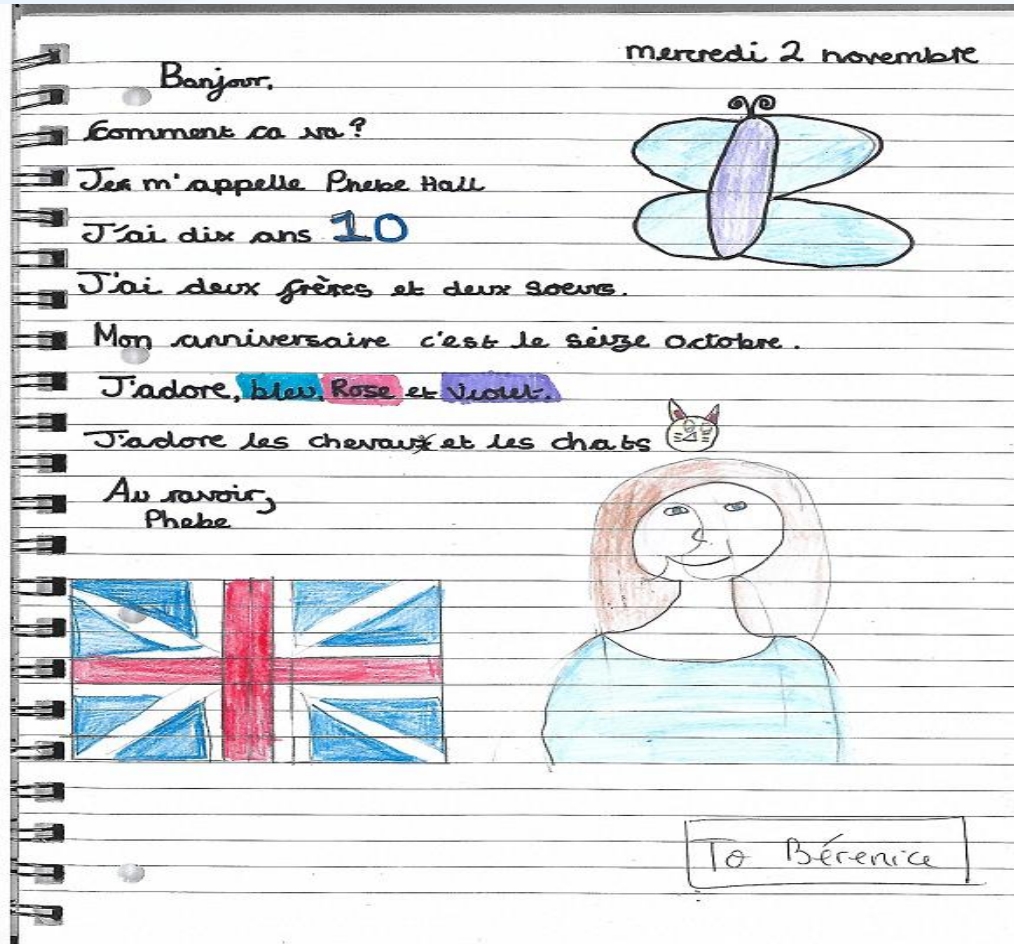 mercredi 2 novembre
Bonjour,
Comment ca va?
Je m'appelle Phebe Hall
J'ai dix ans 10
J'ai deux frères et deux soeurs.
Mon anniversaire c'est le seize octobre.
J'adore, bleu, Rose et violet.
J'adore les chevaux et les chats
Au ravoir,
Phebe
To Bérenice